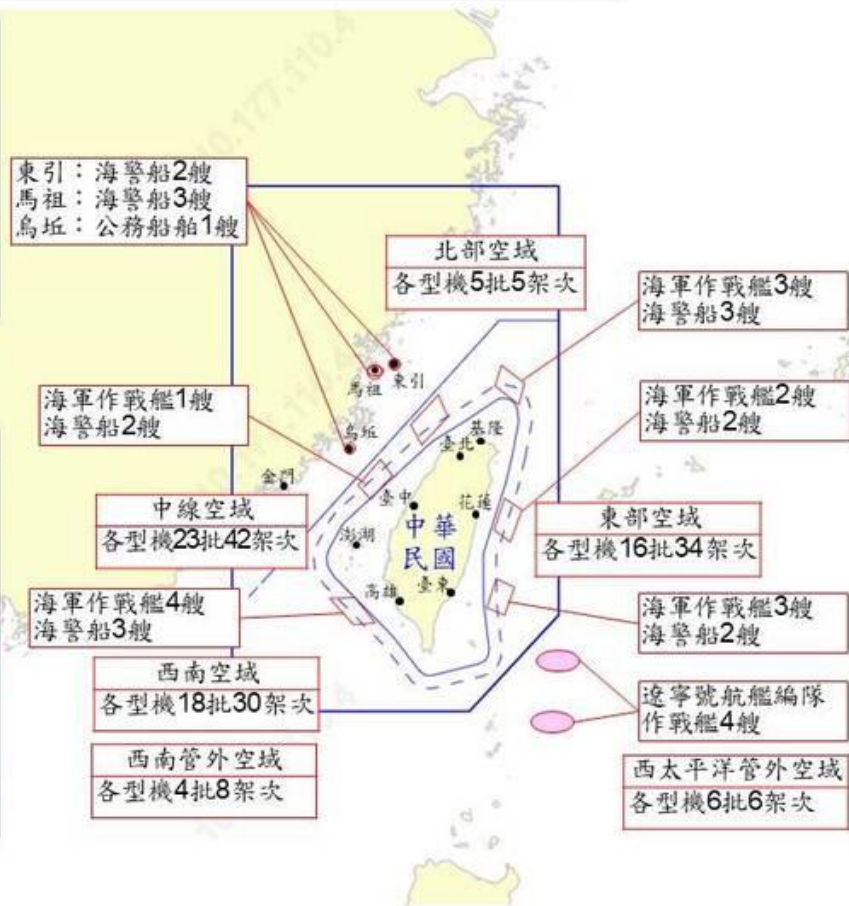 東引：海警船2艘
馬祖：海警船3艘
烏坵：公務船舶1艘
北部空域
各型機5批5架次
海軍作戰艦3艘
海警船3艘
海軍作戰艦1艘
海警船2艘
海軍作戰艦2艘
海警船2艘
馬祖
東引
烏坵
基隆
臺北
金門
臺中
花蓮
中線空域
各型機23批42架次
澎湖
中華
民國
東部空域
各型機16批34架次
高雄
臺東
海軍作戰艦4艘
海警船3艘
海軍作戰艦3艘
海警船2艘
西南空域
各型機18批30架次
遼寧號航艦編隊
作戰艦4艘
西南管外空域
各型機4批8架次
西太平洋管外空域
各型機6批6架次